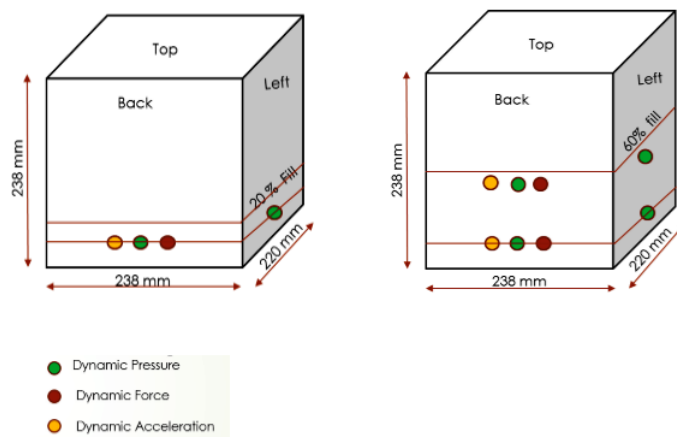 Top
Left
Back
238 mm
20 % Fill
220 mm
238 mm
Top
Left
Back
238 mm
60% fill
220 mm
238 mm
Dynamic Pressure
Dynamic Force
Dynamic Acceleration